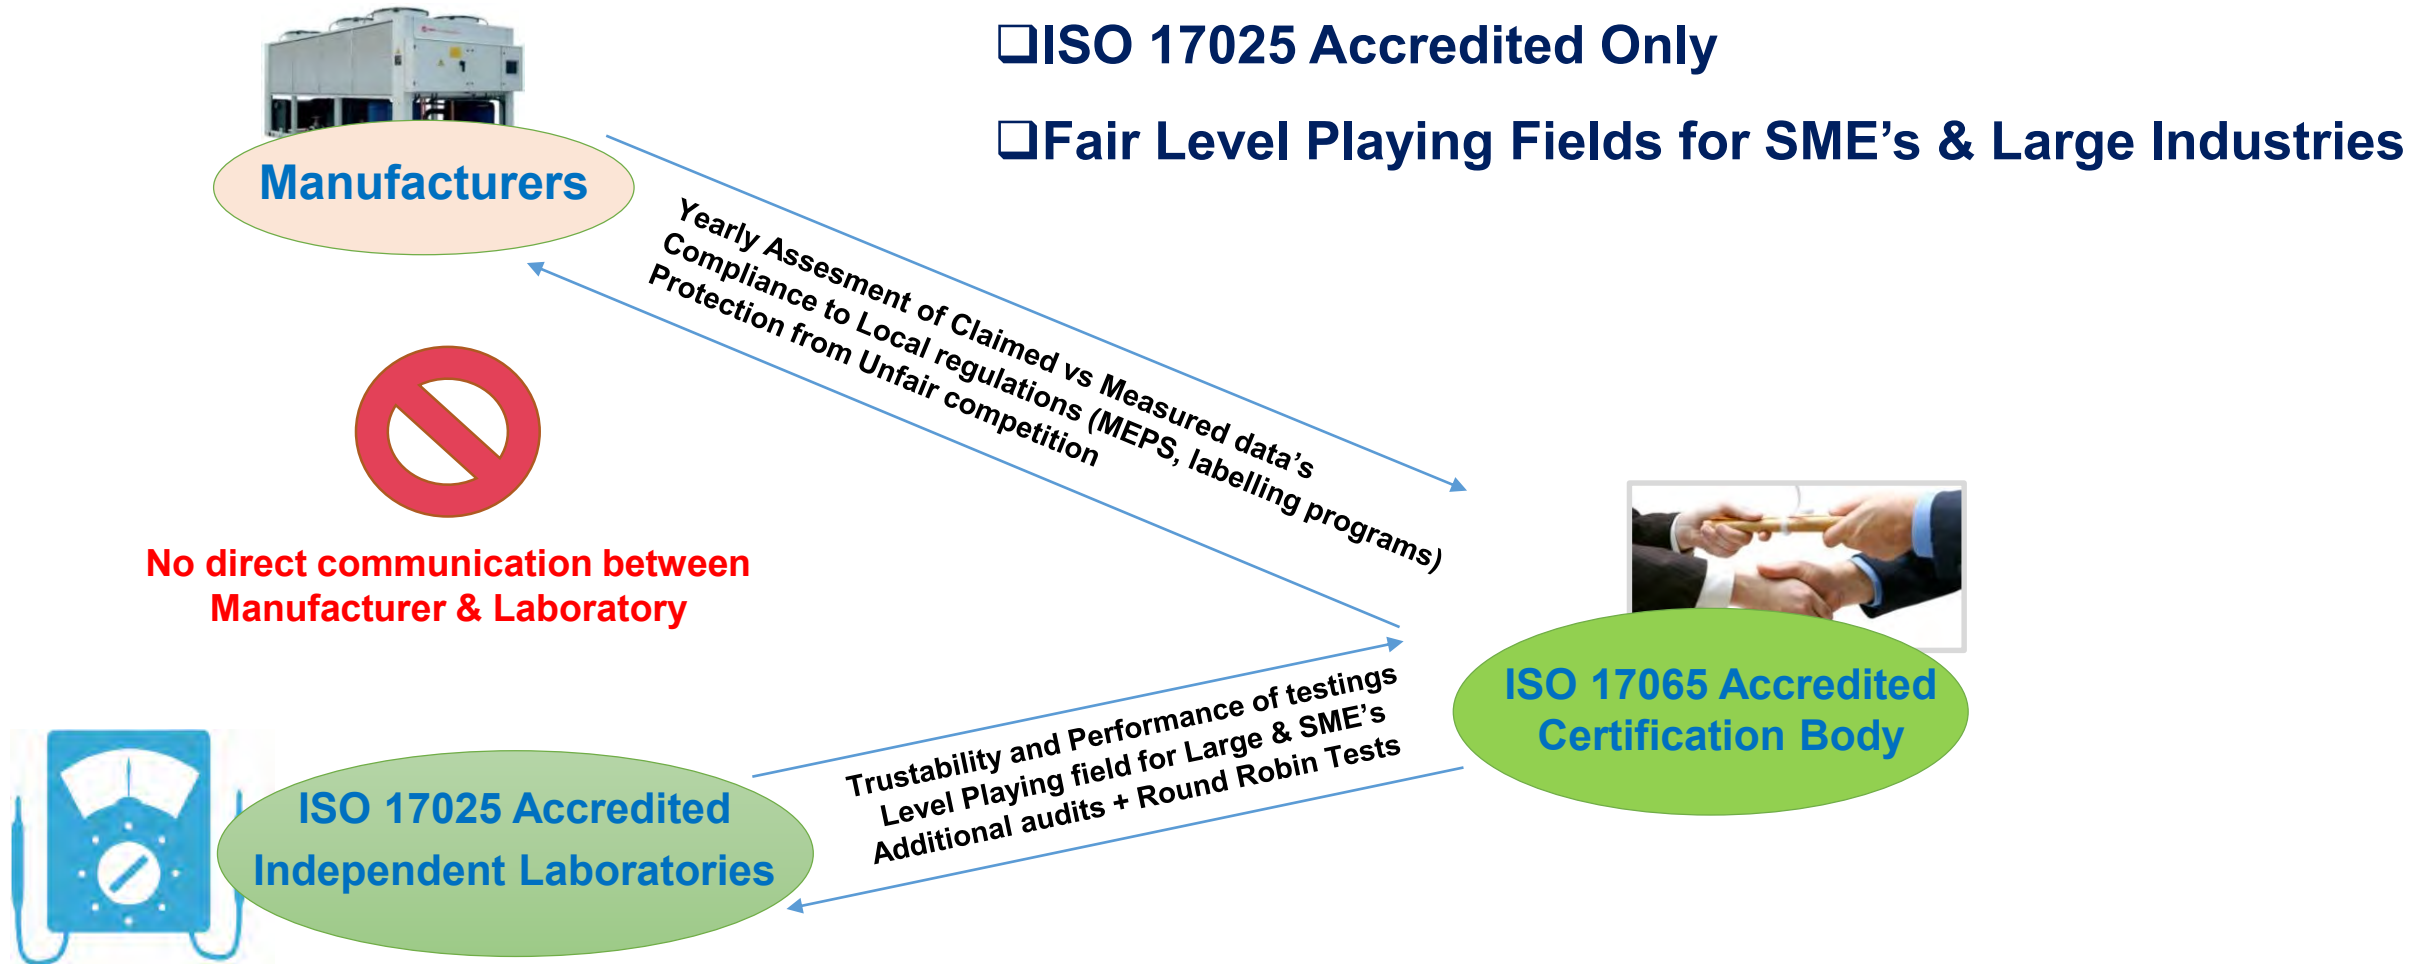 ❑ISO 17025 Accredited Only
❑Fair Level Playing Fields for SME’s & Large Industries
Manufacturers
Yearly Assesment of Claimed vs Measured data’s
Compliance to Local regulations (MEPS, labelling programs)
Protection from Unfair competition
No direct communication between
Manufacturer & Laboratory
ISO 17065 Accredited
Certification Body
Trustability and Performance of testings
Level Playing field for Large & SME’s
Additional audits + Round Robin Tests
ISO 17025 Accredited
Independent Laboratories